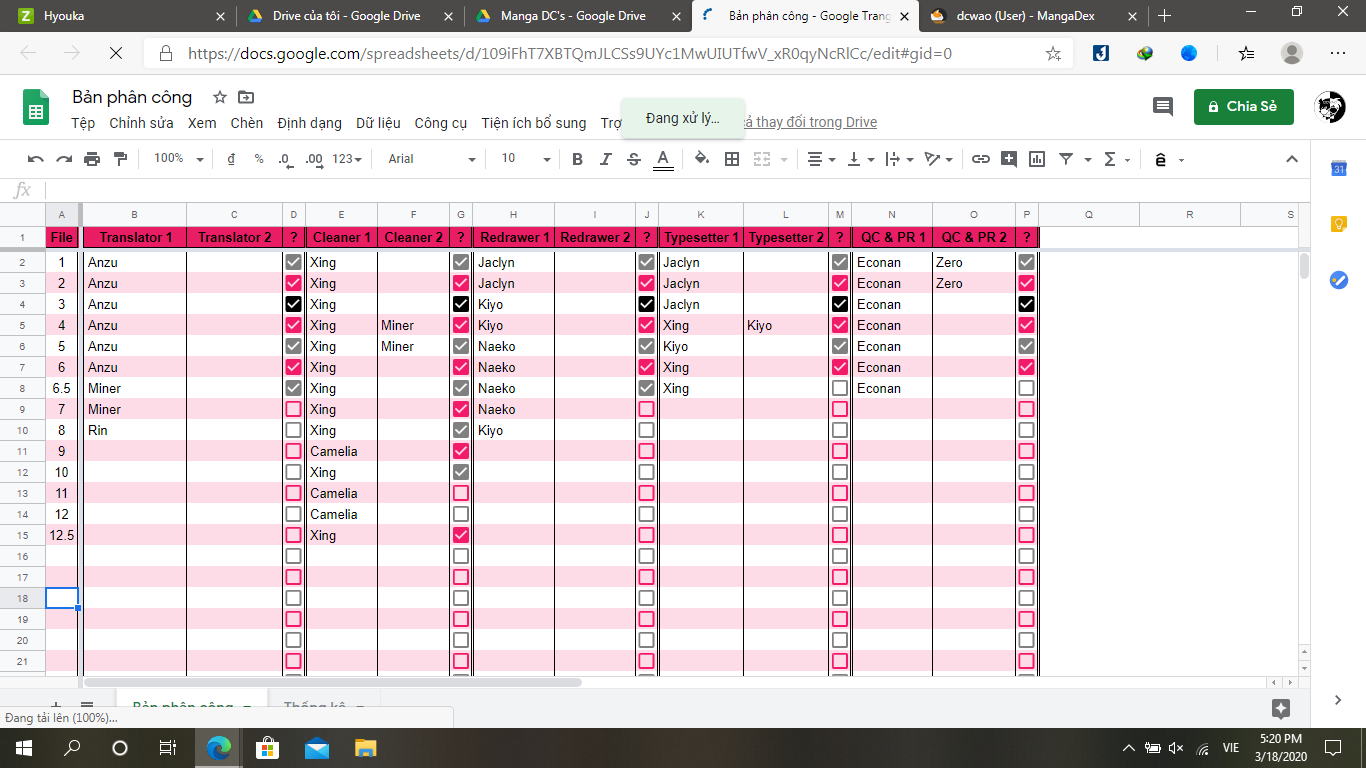 Hyouka
Drive của tôi - Google Drive
Manga DC's - Google Drive
Bản phân công - Google Trang
dcwao (User) - MangaDex
https://docs.google.com/spreadsheets/d/109iFhT7XBTQmJLCSs9UYc1MwUIUTfwV_xR0qyNcRlCc/edit#gid=0
Bản phân công
Chia Sẻ
Đang xử lý…
Tệp Chỉnh sửa Xem Chèn Định dạng Dữ liệu Công cụ Tiện ích bổ sung Trợ
ả thay đổi trong Drive
100% đ % .0 .00 123 Arial 10 B I S A
fx
A B C D E F G H I J K L M N O P Q R S
1 File Translator 1 Translator 2 ? Cleaner 1 Cleaner 2 ? Redrawer 1 Redrawer 2 ? Typesetter 1 Typesetter 2 ? QC & PR 1 QC & PR 2 ?
2 1 Anzu Xing Jaclyn Jaclyn Econan Zero
3 2 Anzu Xing Jaclyn Jaclyn Econan Zero
4 3 Anzu Xing Kiyo Jaclyn Econan
5 4 Anzu Xing Miner Kiyo Xing Kiyo Econan
6 5 Anzu Xing Miner Naeko Kiyo Econan
7 6 Anzu Xing Naeko Xing Econan
8 6.5 Miner Xing Naeko Xing Econan
9 7 Miner Xing Naeko
10 8 Rin Xing Kiyo
11 9 Camelia
12 10 Xing
13 11 Camelia
14 12 Camelia
15 12.5 Xing
16
17
18
19
20
21
Bản phân công
Thống kê
Đang tải lên (100%)...
VIE
5:20 PM
3/18/2020
31